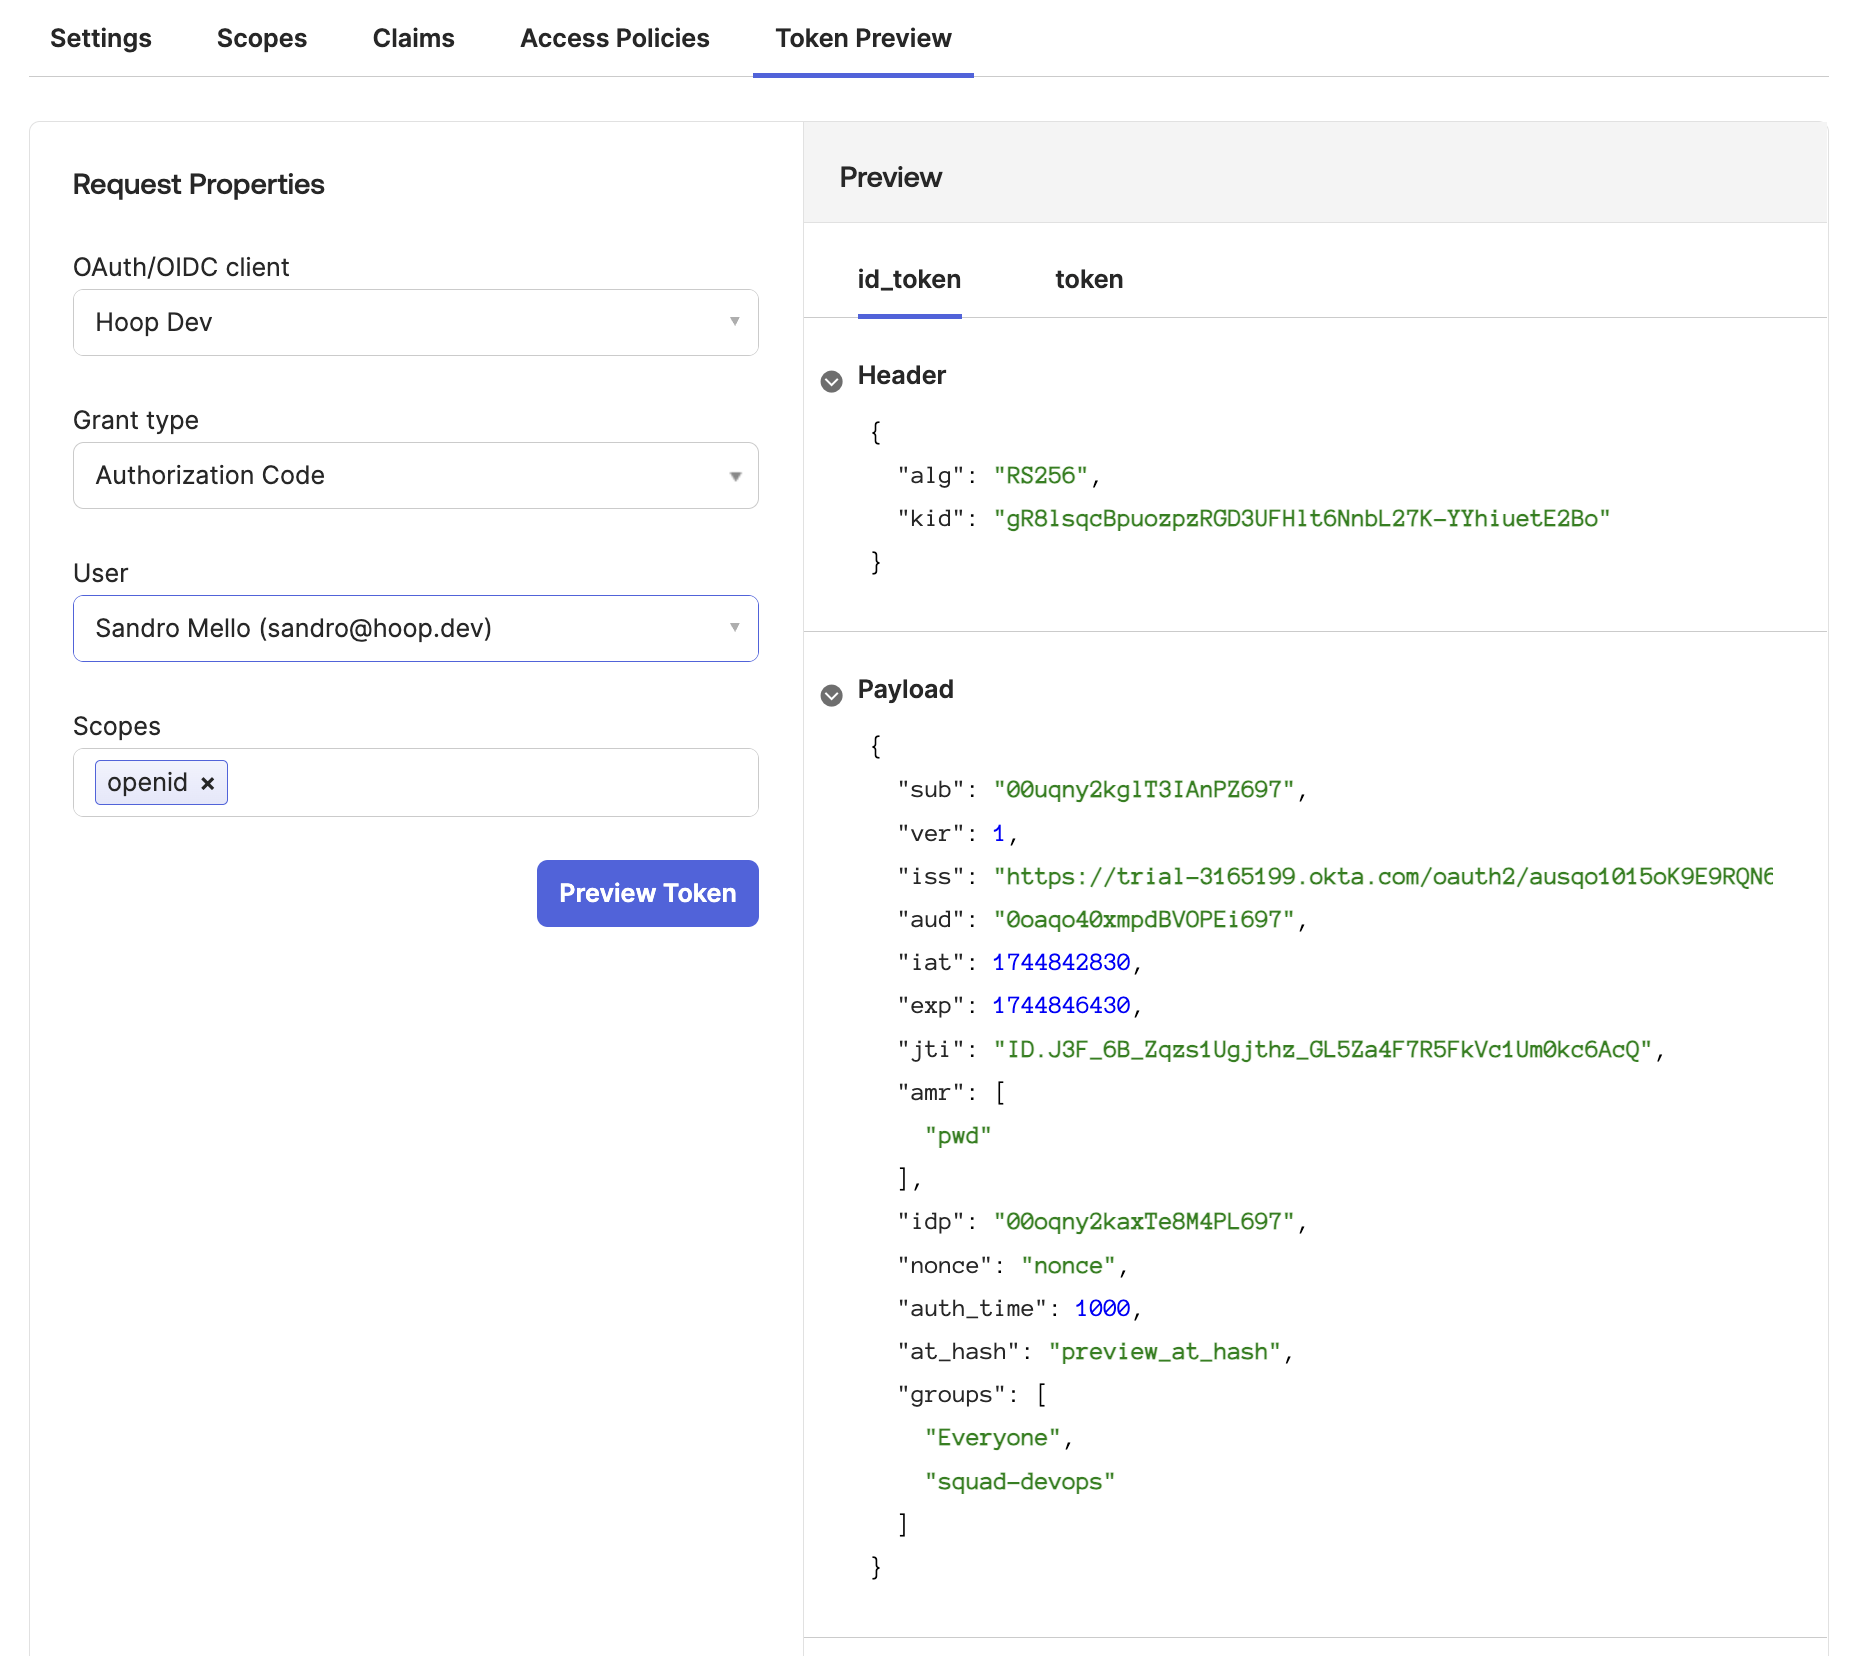 Settings Scopes Claims Access Policies Token Preview
Request Properties
OAuth/OIDC client
Hoop Dev
Grant type
Authorization Code
User
Sandro Mello (sandro@hoop.dev)
Scopes
openid ×
Preview Token
Preview
id_token token
Header
{
"alg": "RS256",
"kid": "gR8lsqcBpuozpzRGD3UFHlt6NnbL27K-YYhiuetE2Bo"
}
Payload
{
"sub": "00uqny2kglT3IAnPZ697",
"ver": 1,
"iss": "https://trial-3165199.okta.com/oauth2/ausqo1015oK9E9RQN6
"aud": "0oaqo40xmpdBVOPEi697",
"iat": 1744842830,
"exp": 1744846430,
"jti": "ID.J3F_6B_Zqzs1Ugjthz_GL5Za4F7R5FkVc1Um0kc6AcQ",
"amr": [
"pwd"
],
"idp": "00oqny2kaxTe8M4PL697",
"nonce": "nonce",
"auth_time": 1000,
"at_hash": "preview_at_hash",
"groups": [
"Everyone",
"squad-devops"
]
}